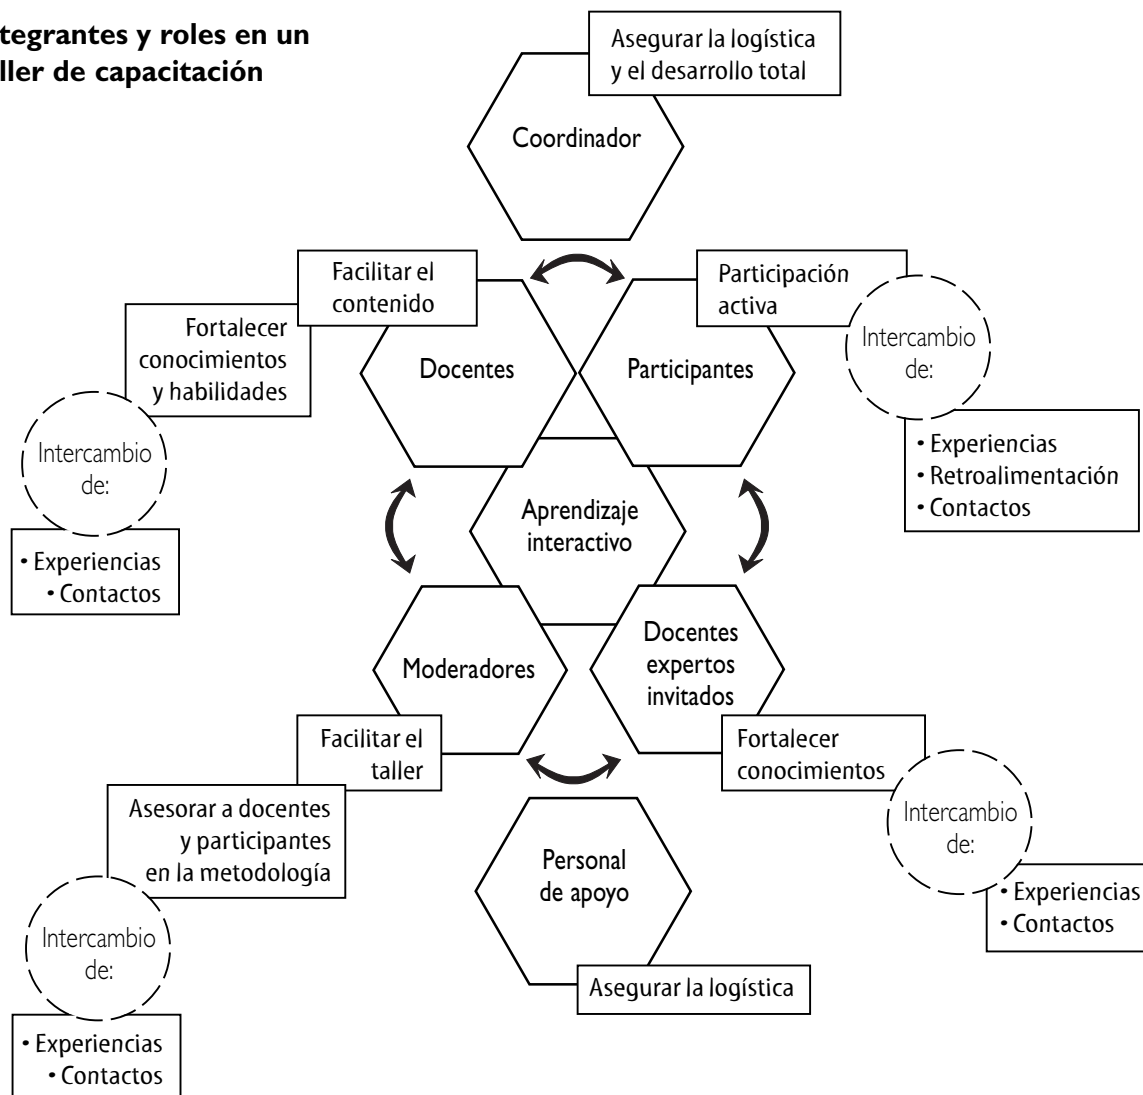 tegrantes y roles en un
ller de capacitación
Asegurar la logística
y el desarrollo total
Coordinador
Facilitar el
contenido
Participación
activa
Fortalecer
conocimientos
y habilidades
Intercambio
de:
Docentes
Participantes
Intercambio
de:
• Experiencias
• Retroalimentación
• Contactos
Aprendizaje
interactivo
• Experiencias
• Contactos
Moderadores
Docentes
expertos
invitados
Facilitar el
taller
Fortalecer
conocimientos
Asesorar a docentes
y participantes
en la metodología
Intercambio
de:
Personal
de apoyo
• Experiencias
• Contactos
Intercambio
de:
Asegurar la logística
• Experiencias
• Contactos